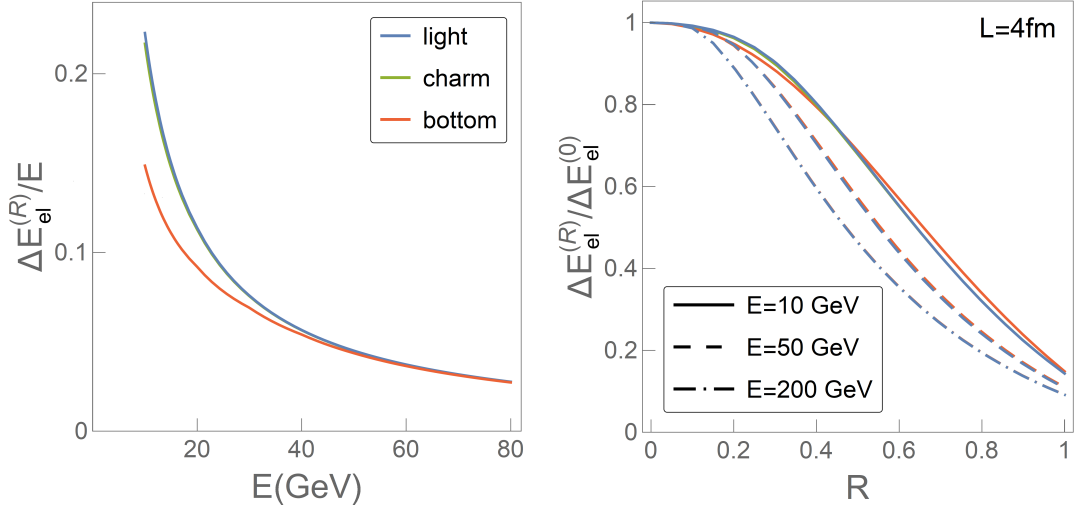 light
charm
bottom
0.2
0.1
0
20
40
60
80
E(GeV)
ΔE_el^(R)/E
L=4fm
1
0.8
0.6
0.4
0.2
0
E=10 GeV
E=50 GeV
E=200 GeV
0
0.2
0.4
0.6
0.8
1
R
ΔE_el^(R)/ΔE_el^(0)